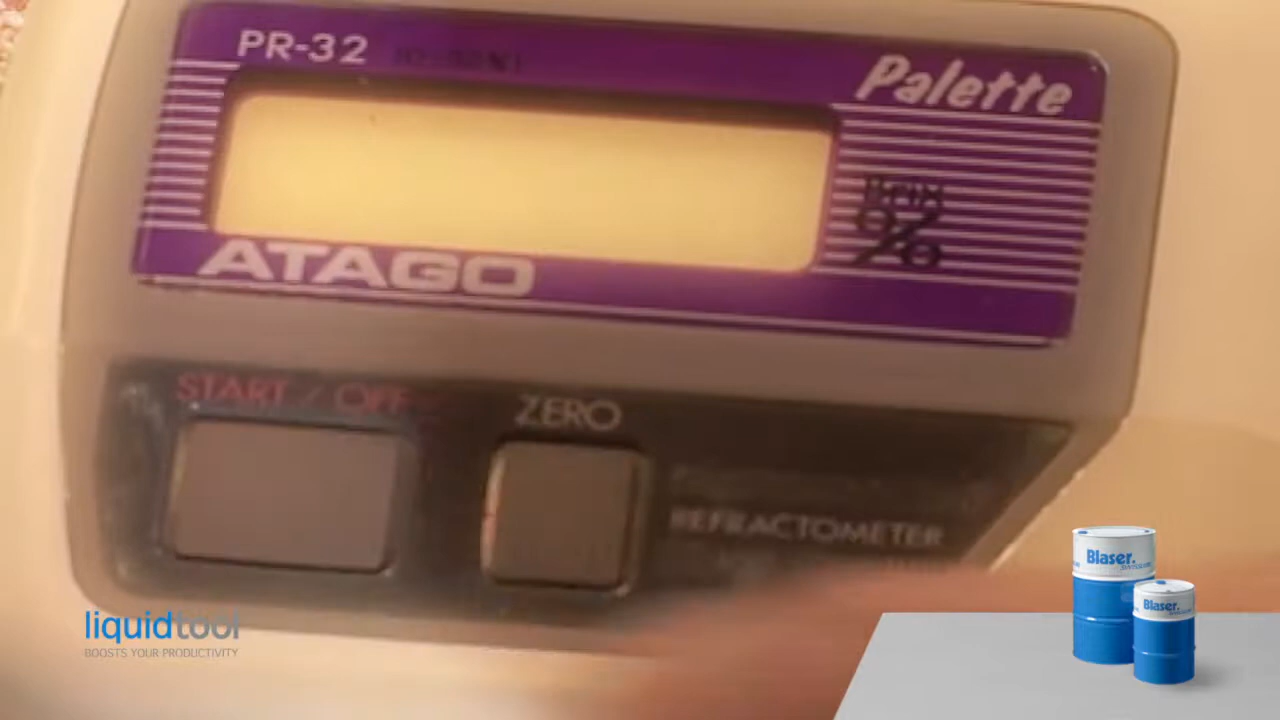 PR-32
Palette
Brix
%
ATAGO
START / OFF
ZERO
REFRACTOMETER
liquidtool
BOOSTS YOUR PRODUCTIVITY
Blaser.
Blaser.